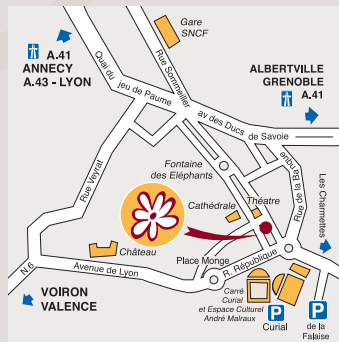 Gare
SNCF
A.41
ANNECY
A.43 - LYON
Quai du
jeu de Paume
Rue Sommeiller
ALBERTVILLE
GRENOBLE
A.41
av des Ducs
de Savoie
Fontaine
des Eléphants
Rue Veyrat
Rue de la Banque
Les Charmettes
Cathédrale
Théatre
Château
Place Monge
R. République
N 6
Avenue de Lyon
VOIRON
VALENCE
Carré
Curial
et Espace Culturel
André Malraux
P
Curial
P
de la
Falaise